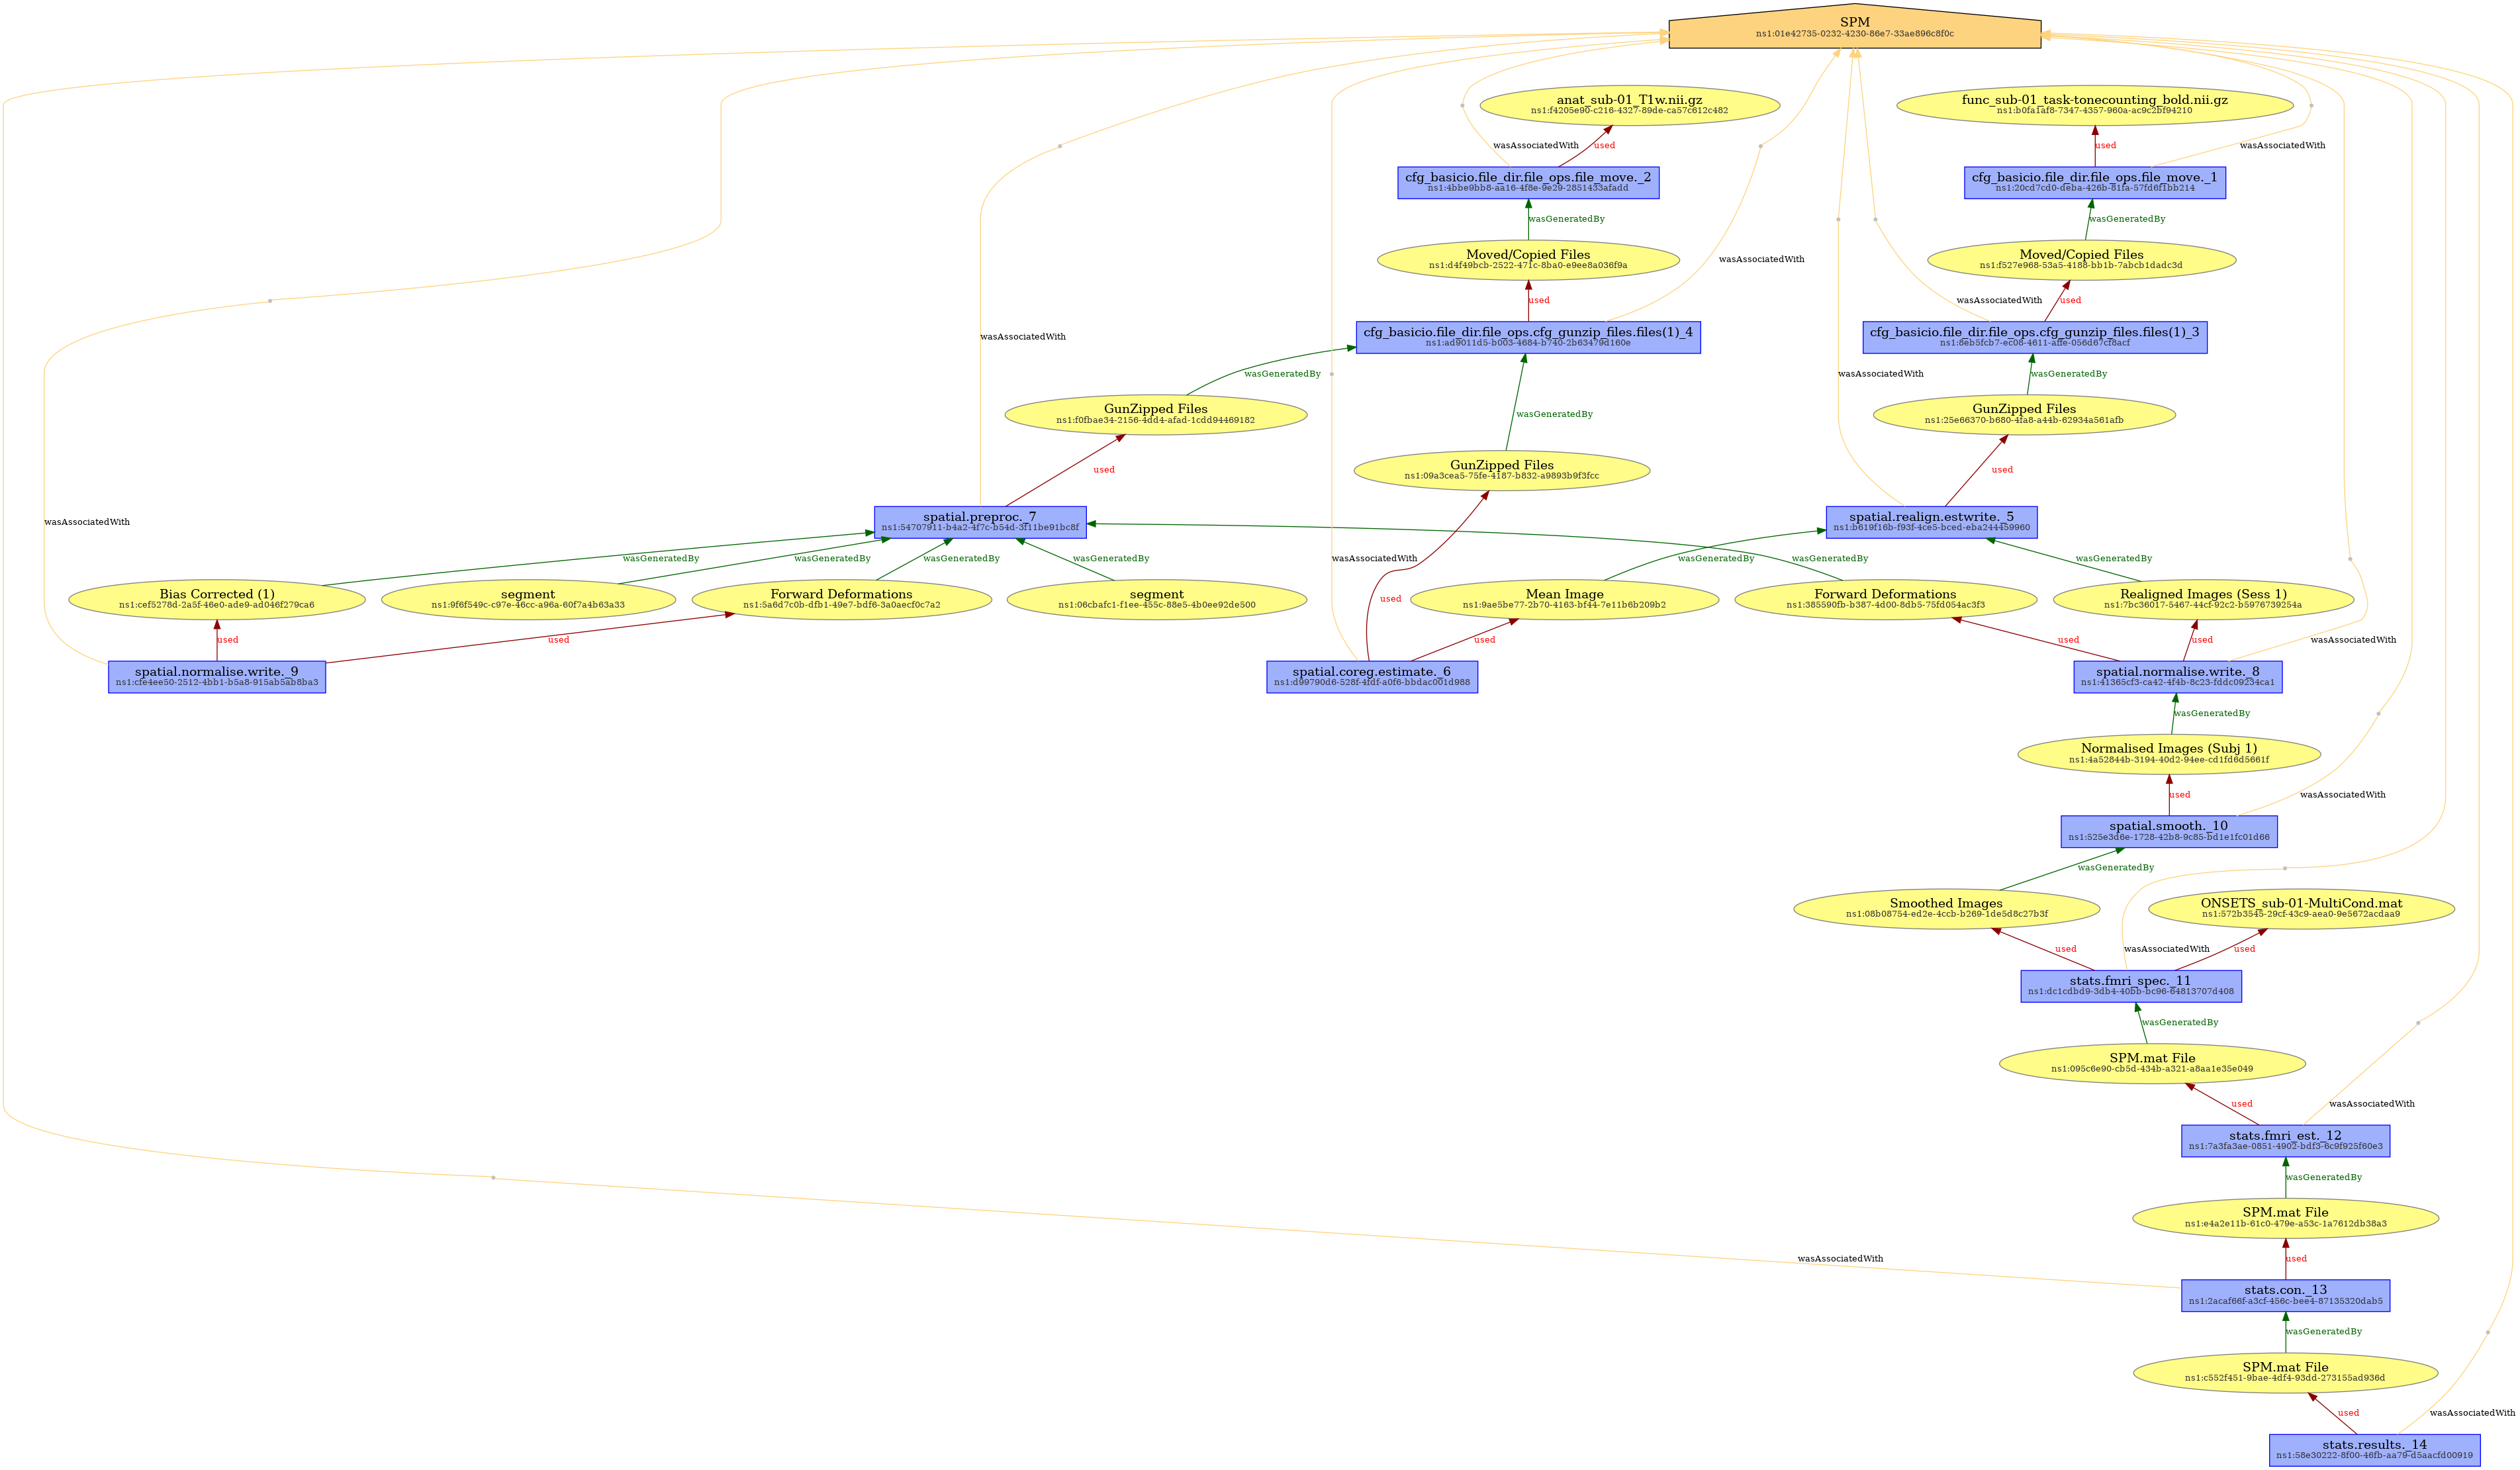 SPM
ns1:01e42735-0232-4230-86e7-33ae896c8f0c
anat_sub-01_T1w.nii.gz
ns1:f4205e90-c216-4327-89de-ca57c612c482
func_sub-01_task-tonecounting_bold.nii.gz
ns1:b0fa1af8-7347-4357-960a-ac9c2bf94210
wasAssociatedWith
used
used
wasAssociatedWith
cfg_basicio.file_dir.file_ops.file_move._2
ns1:4bbe9bb8-aa16-4f8e-9e29-2851433afadd
cfg_basicio.file_dir.file_ops.file_move._1
ns1:20cd7cd0-deba-426b-81fa-57fd6f1bb214
wasGeneratedBy
wasGeneratedBy
Moved/Copied Files
ns1:d4f49bcb-2522-471c-8ba0-e9ee8a036f9a
wasAssociatedWith
Moved/Copied Files
ns1:f527e968-53a5-4188-bb1b-7abcb1dadc3d
used
wasAssociatedWith
used
wasAssociatedWith
cfg_basicio.file_dir.file_ops.cfg_gunzip_files.files(1)_4
ns1:ad9011d5-b003-4684-b740-2b63479d160e
cfg_basicio.file_dir.file_ops.cfg_gunzip_files.files(1)_3
ns1:8eb5fcb7-ec08-4611-affe-056d67cf8acf
wasGeneratedBy
wasAssociatedWith
wasGeneratedBy
GunZipped Files
ns1:f0fbae34-2156-4dd4-afad-1cdd94469182
wasGeneratedBy
GunZipped Files
ns1:25e66370-b680-4fa8-a44b-62934a561afb
used
GunZipped Files
ns1:09a3cea5-75fe-4187-b832-a9893b9f3fcc
used
wasAssociatedWith
spatial.preproc._7
ns1:54707911-b4a2-4f7c-b54d-3f11be91bc8f
spatial.realign.estwrite._5
ns1:b619f16b-f93f-4ce5-bced-eba244459960
wasGeneratedBy
wasGeneratedBy
wasGeneratedBy
wasGeneratedBy
wasAssociatedWith
wasGeneratedBy
wasGeneratedBy
wasGeneratedBy
Bias Corrected (1)
ns1:cef5278d-2a5f-46e0-ade9-ad046f279ca6
segment
ns1:9f6f549c-c97e-46cc-a96a-60f7a4b63a33
Forward Deformations
ns1:5a6d7c0b-dfb1-49e7-bdf6-3a0aecf0c7a2
segment
ns1:06cbafc1-f1ee-455c-88e5-4b0ee92de500
used
Mean Image
ns1:9ae5be77-2b70-4163-bf44-7e11b6b209b2
Forward Deformations
ns1:385590fb-b387-4d00-8db5-75fd054ac3f3
Realigned Images (Sess 1)
ns1:7bc36017-5467-44cf-92c2-b5976739254a
used
used
used
used
used
wasAssociatedWith
spatial.normalise.write._9
ns1:cfe4ee50-2512-4bb1-b5a8-915ab5ab8ba3
spatial.coreg.estimate._6
ns1:d99790d6-528f-4fdf-a0f6-bbdac001d988
spatial.normalise.write._8
ns1:41365cf3-ca42-4f4b-8c23-fddc09234ca1
wasGeneratedBy
Normalised Images (Subj 1)
ns1:4a52844b-3194-40d2-94ee-cd1fd6d5661f
used
wasAssociatedWith
spatial.smooth._10
ns1:525e3d6e-1728-42b8-9c85-bd1e1fc01d66
wasGeneratedBy
Smoothed Images
ns1:08b08754-ed2e-4ccb-b269-1de5d8c27b3f
ONSETS_sub-01-MultiCond.mat
ns1:572b3545-29cf-43c9-aea0-9e5672acdaa9
used
wasAssociatedWith
used
stats.fmri_spec._11
ns1:dc1cdbd9-3db4-40bb-bc96-64813707d408
wasGeneratedBy
SPM.mat File
ns1:095c6e90-cb5d-434b-a321-a8aa1e35e049
used
wasAssociatedWith
stats.fmri_est._12
ns1:7a3fa3ae-0851-4902-bdf3-6c9f925f60e3
wasGeneratedBy
SPM.mat File
ns1:e4a2e11b-61c0-479e-a53c-1a7612db38a3
wasAssociatedWith
used
stats.con._13
ns1:2acaf66f-a3cf-456c-bee4-87135320dab5
wasGeneratedBy
SPM.mat File
ns1:c552f451-9bae-4df4-93dd-273155ad936d
used
wasAssociatedWith
stats.results._14
ns1:58e30222-8f00-46fb-aa79-d5aacfd00919